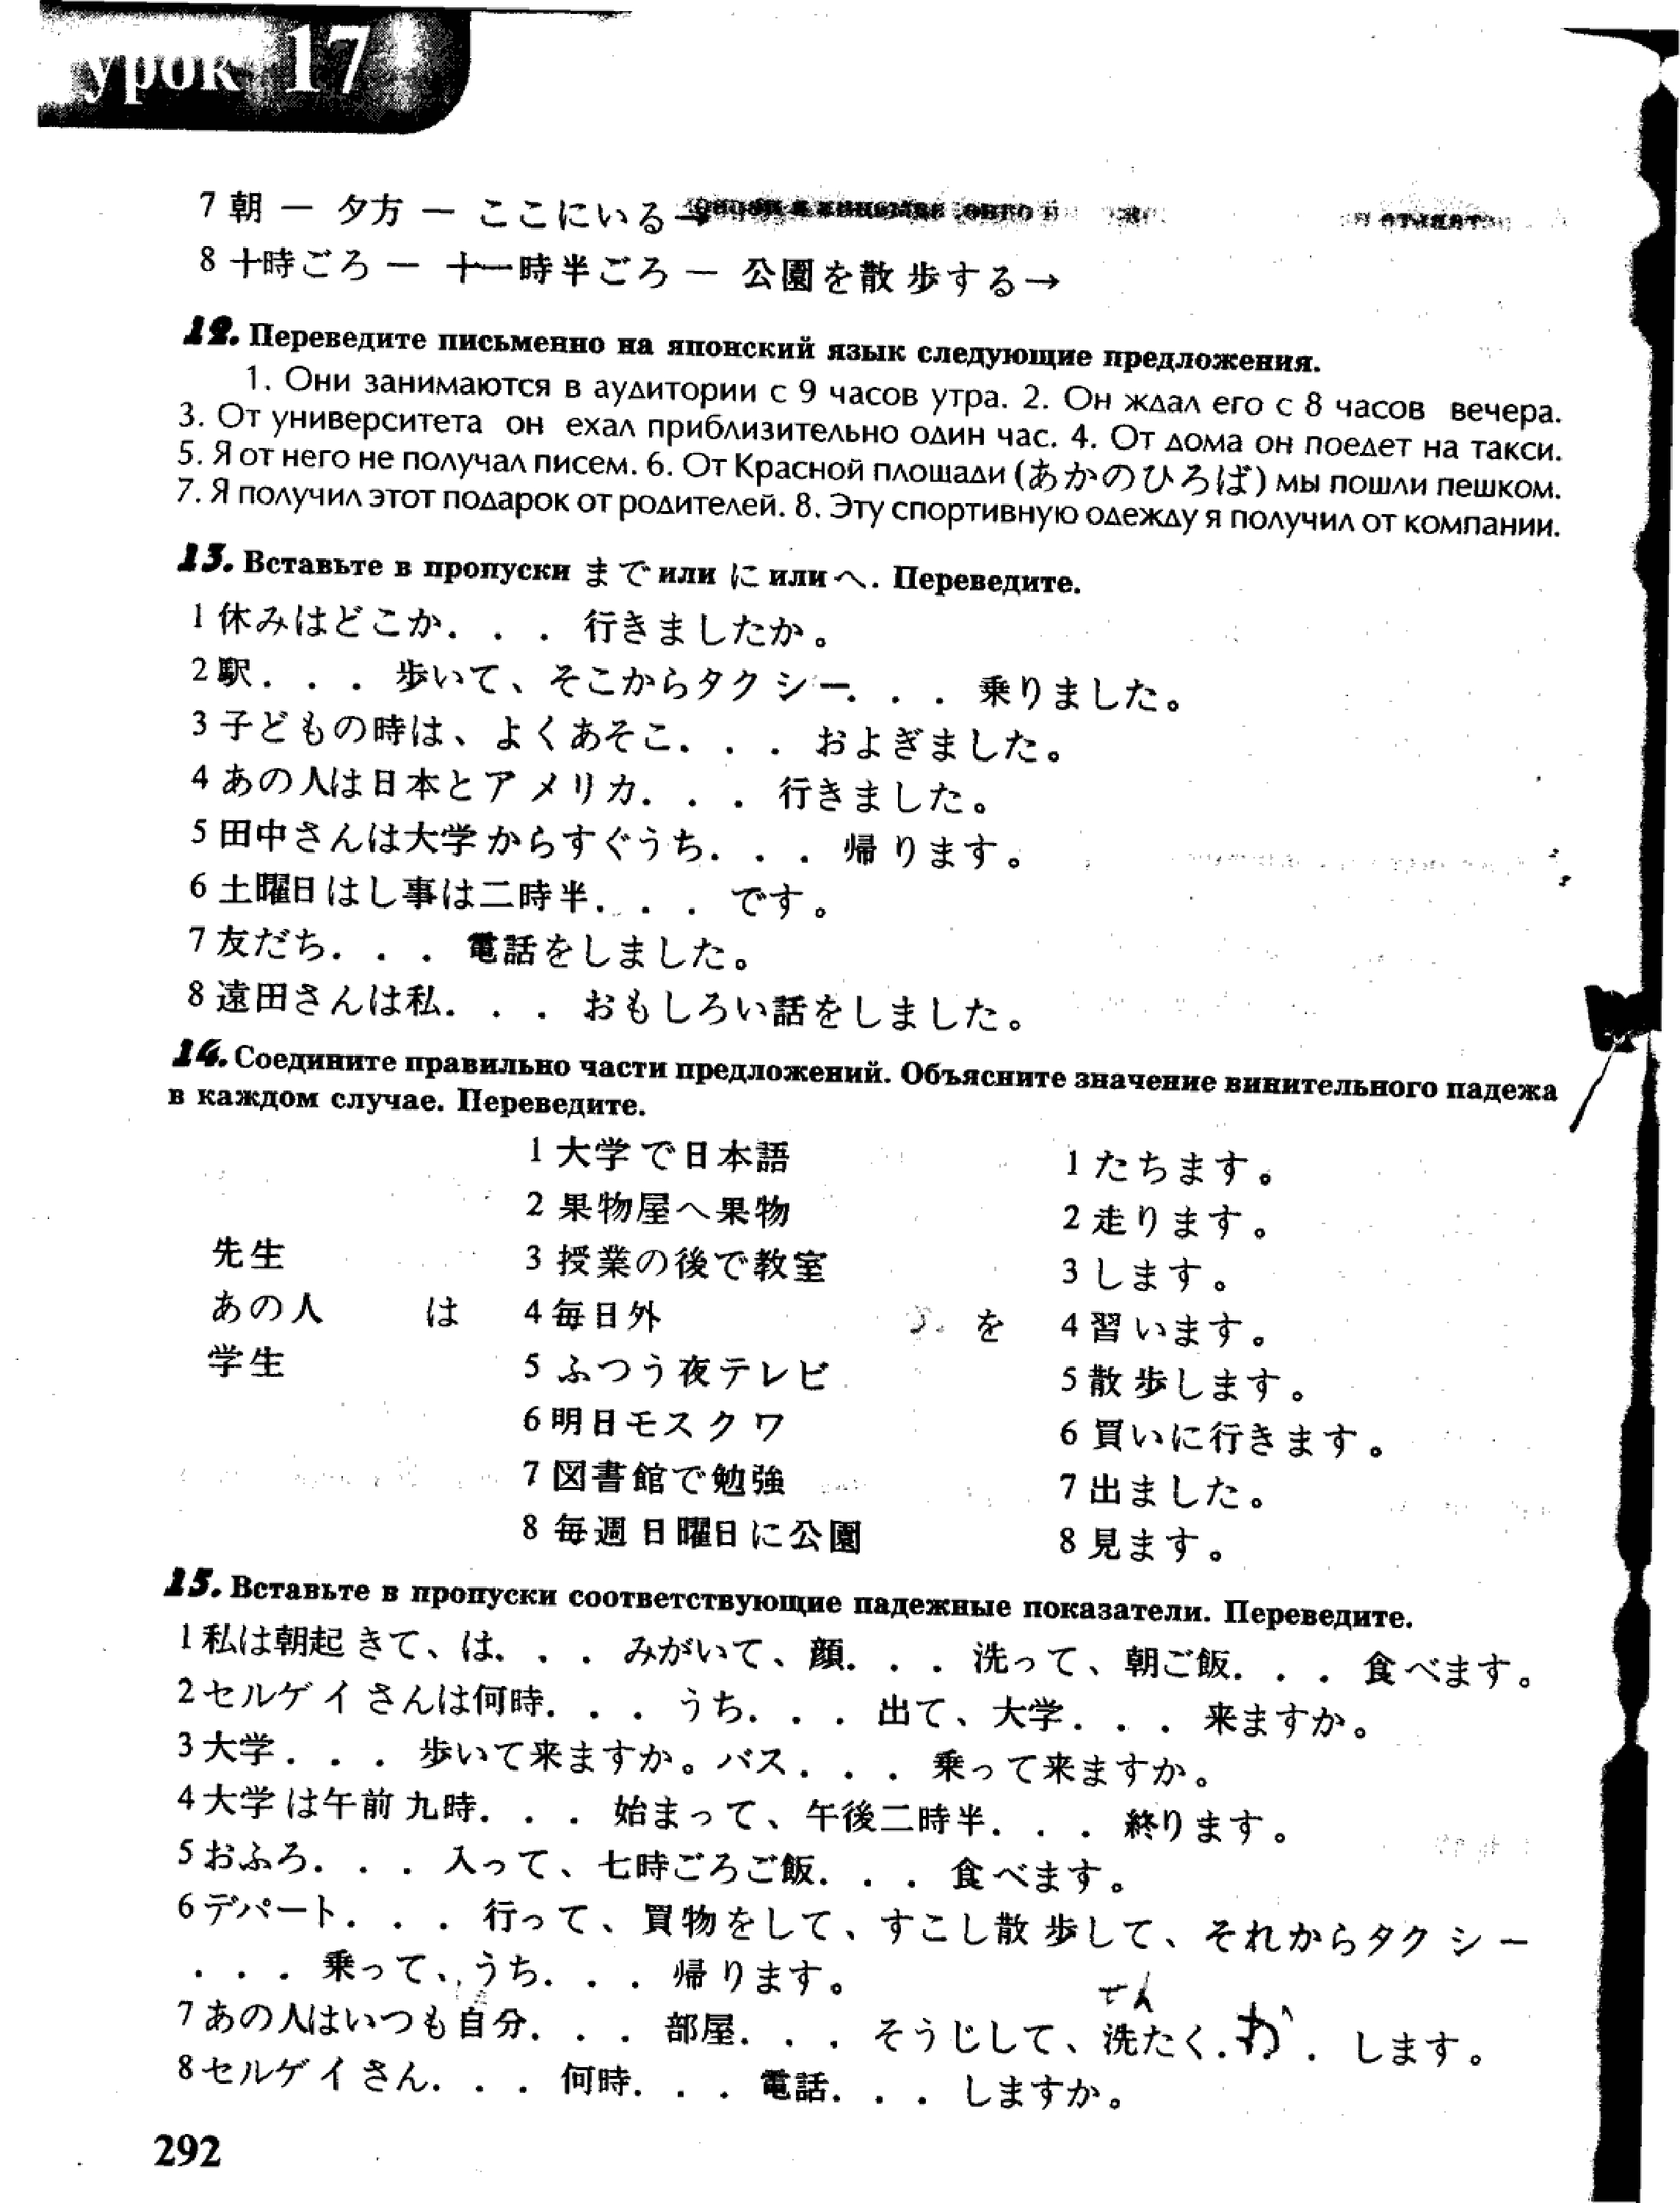 урок 17
7 朝 ー 夕方 ー ここにいる→
8 十時ごろ ー 十一時半ごろ ー 公園を散歩する→
12. Переведите письменно на японский язык следующие предложения.
1. Они занимаются в аудитории с 9 часов утра. 2. Он ждал его с 8 часов вечера.
3. От университета он ехал приблизительно один час. 4. От дома он поедет на такси.
5. Я от него не получал писем. 6. От Красной площади (あかのひろば) мы пошли пешком.
7. Я получил этот подарок от родителей. 8. Эту спортивную одежду я получил от компании.
13. Вставьте в пропуски まで или に или へ. Переведите.
1 休みはどこか. . . 行きましたか。
2 駅. . . 歩いて、そこからタクシー. . . 乗りました。
3 子どもの時は、よくあそこ. . . およぎました。
4 あの人は日本とアメリカ. . . 行きました。
5 田中さんは大学からすぐうち. . . 帰ります。
6 土曜日はし事は二時半. . . です。
7 友だち. . . 電話をしました。
8 遠田さんは私. . . おもしろい話をしました。
14. Соедините правильно части предложений. Объясните значение винительного падежа
в каждом случае. Переведите.
1 大学で日本語 1 たちます。
2 果物屋へ果物 2 走ります。
先生 3 授業の後で教室 3 します。
あの人 は 4 毎日外 を 4 習います。
学生 5 ふつう夜テレビ 5 散歩します。
6 明日モスクワ 6 買いに行きます。
7 図書館で勉強 7 出ました。
8 毎週日曜日に公園 8 見ます。
15. Вставьте в пропуски соответствующие падежные показатели. Переведите.
1 私は朝起きて、は. . . みがいて、顔. . . 洗って、朝ご飯. . . 食べます。
2 セルゲイさんは何時. . . うち. . . 出て、大学. . . 来ますか。
3 大学. . . 歩いて来ますか。バス. . . 乗って来ますか。
4 大学は午前九時. . . 始まって、午後二時半. . . 終ります。
5 おふろ. . . 入って、七時ごろご飯. . . 食べます。
6 デパート. . . 行って、買物をして、すこし散歩して、それからタクシー
. . . 乗って、うち. . . 帰ります。
せん
7 あの人はいつも自分. . . 部屋. . . そうじして、洗たく. . します。
8 セルゲイさん. . . 何時. . . 電話. . . しますか。
292